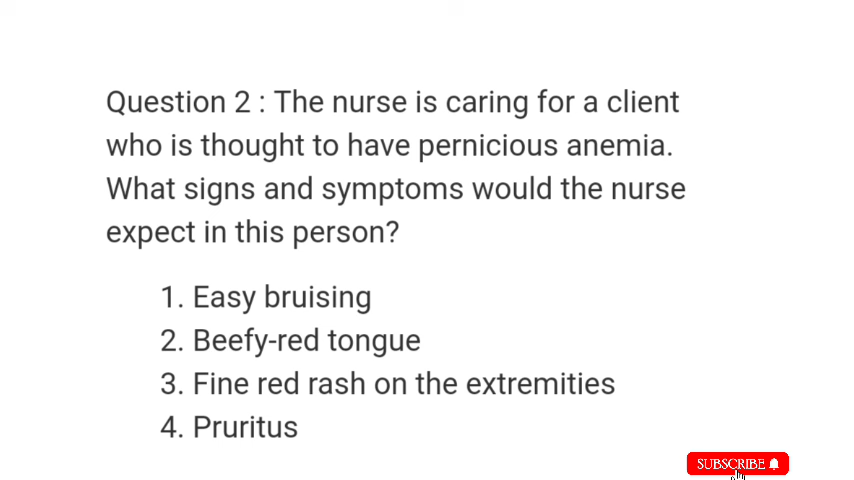 Question 2 : The nurse is caring for a client
who is thought to have pernicious anemia.
What signs and symptoms would the nurse
expect in this person?
1. Easy bruising
2. Beefy-red tongue
3. Fine red rash on the extremities
4. Pruritus
SUBSCRIBE